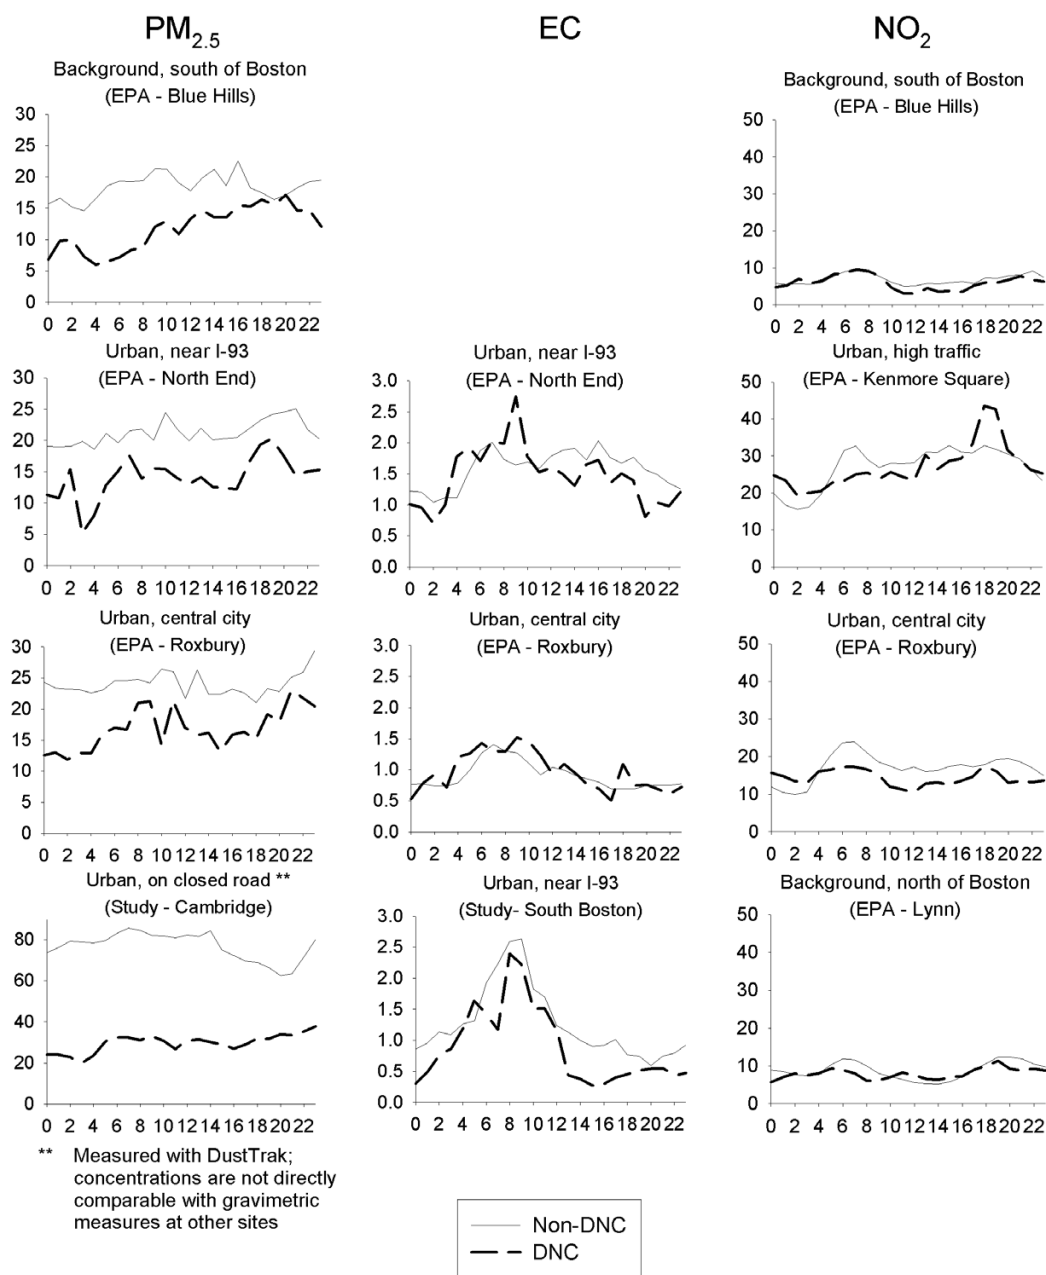 PM2.5 EC NO2
Background, south of Boston
(EPA - Blue Hills)
30
25
20
15
10
5
0
0 2 4 6 8 10 12 14 16 18 20 22
Background, south of Boston
(EPA - Blue Hills)
50
40
30
20
10
0
0 2 4 6 8 10 12 14 16 18 20 22
Urban, near I-93
(EPA - North End)
30
25
20
15
10
5
0
0 2 4 6 8 10 12 14 16 18 20 22
Urban, near I-93
(EPA - North End)
3.0
2.5
2.0
1.5
1.0
0.5
0.0
0 2 4 6 8 10 12 14 16 18 20 22
Urban, high traffic
(EPA - Kenmore Square)
50
40
30
20
10
0
0 2 4 6 8 10 12 14 16 18 20 22
Urban, central city
(EPA - Roxbury)
30
25
20
15
10
5
0
0 2 4 6 8 10 12 14 16 18 20 22
Urban, central city
(EPA - Roxbury)
3.0
2.5
2.0
1.5
1.0
0.5
0.0
0 2 4 6 8 10 12 14 16 18 20 22
Urban, central city
(EPA - Roxbury)
50
40
30
20
10
0
0 2 4 6 8 10 12 14 16 18 20 22
Urban, on closed road **
(Study - Cambridge)
80
60
40
20
0
0 2 4 6 8 10 12 14 16 18 20 22
Urban, near I-93
(Study- South Boston)
3.0
2.5
2.0
1.5
1.0
0.5
0.0
0 2 4 6 8 10 12 14 16 18 20 22
Background, north of Boston
(EPA - Lynn)
50
40
30
20
10
0
0 2 4 6 8 10 12 14 16 18 20 22
** Measured with DustTrak;
concentrations are not directly
comparable with gravimetric
measures at other sites
Non-DNC
DNC